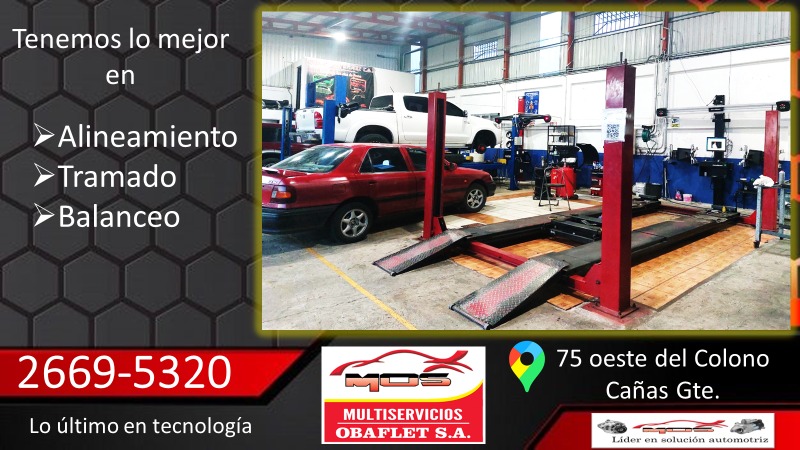 Tenemos lo mejor
en
➢Alineamiento
➢Tramado
➢Balanceo
2669-5320
Lo último en tecnología
MOS
MULTISERVICIOS
OBAFLET S.A.
75 oeste del Colono
Cañas Gte.
MOS
Líder en solución automotriz